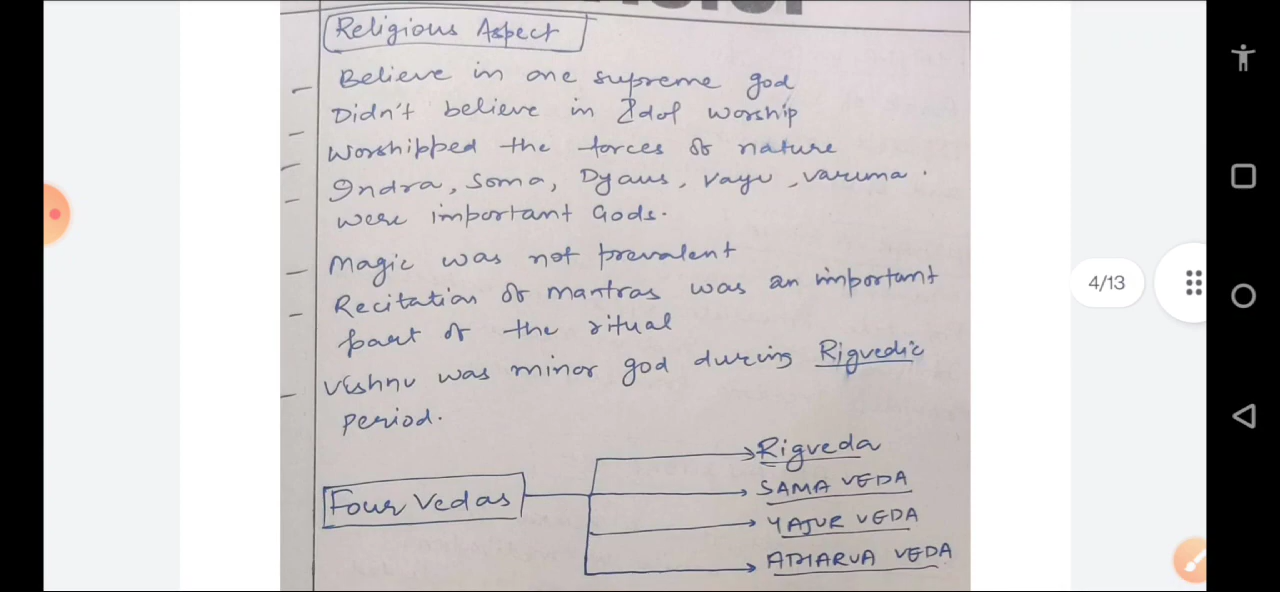 Religious Aspect
- Believe in one supreme god
- Didn't believe in Idol worship
- Worshipped the forces of nature
- Indra, Soma, Dyaus, Vayu, Varuna.
were important Gods.
- Magic was not prevalent
- Recitation of mantras was an important
part of the ritual
- Vishnu was minor god during Rigvedic
period.
Four Vedas
Rigveda
SAMA VEDA
YAJUR VEDA
ATHARVA VEDA
4/13